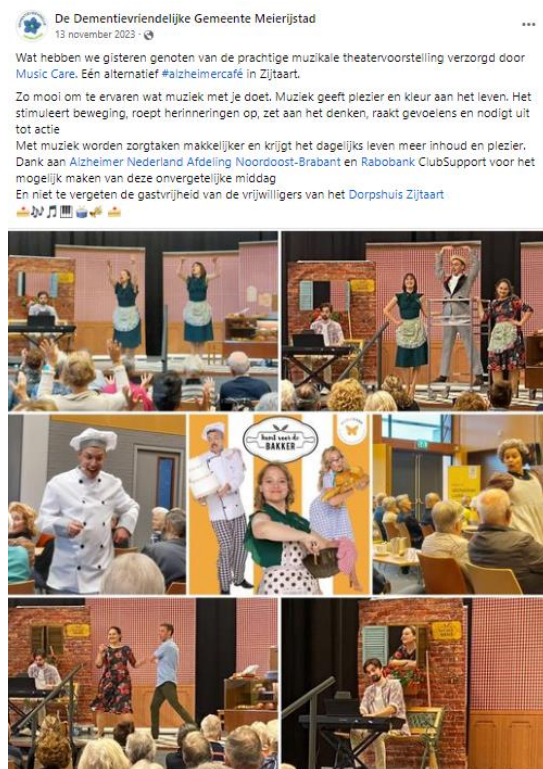 De Dementievriendelijke Gemeente Meierijstad
13 november 2023 ·
Wat hebben we gisteren genoten van de prachtige muzikale theatervoorstelling verzorgd door
Music Care. Eén alternatief #alzheimercafé in Zijtaart.
Zo mooi om te ervaren wat muziek met je doet. Muziek geeft plezier en kleur aan het leven. Het
stimuleert beweging, roept herinneringen op, zet aan het denken, raakt gevoelens en nodigt uit
tot actie
Met muziek worden zorgtaken makkelijker en krijgt het dagelijks leven meer inhoud en plezier.
Dank aan Alzheimer Nederland Afdeling Noordoost-Brabant en Rabobank ClubSupport voor het
mogelijk maken van deze onvergetelijke middag
En niet te vergeten de gastvrijheid van de vrijwilligers van het Dorpshuis Zijtaart
komt voor de
BAKKER